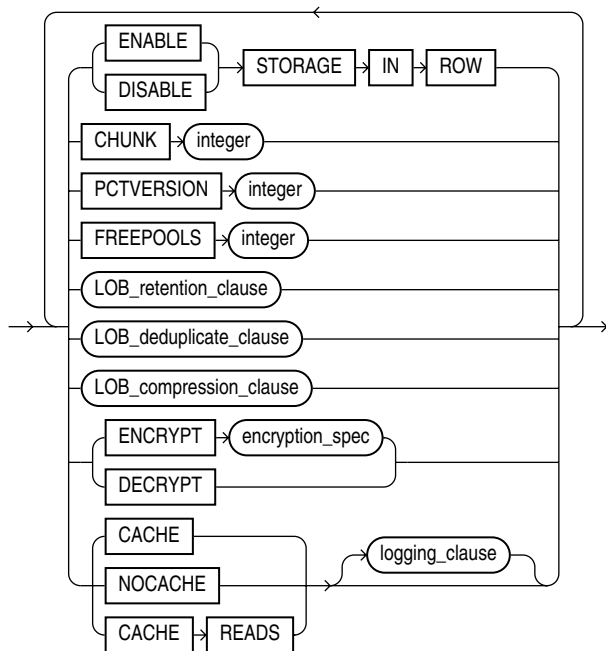 ENABLE
DISABLE
STORAGE IN ROW
CHUNK integer
PCTVERSION integer
FREEPOOLS integer
LOB_retention_clause
LOB_deduplicate_clause
LOB_compression_clause
ENCRYPT encryption_spec
DECRYPT
CACHE
NOCACHE
CACHE READS
logging_clause